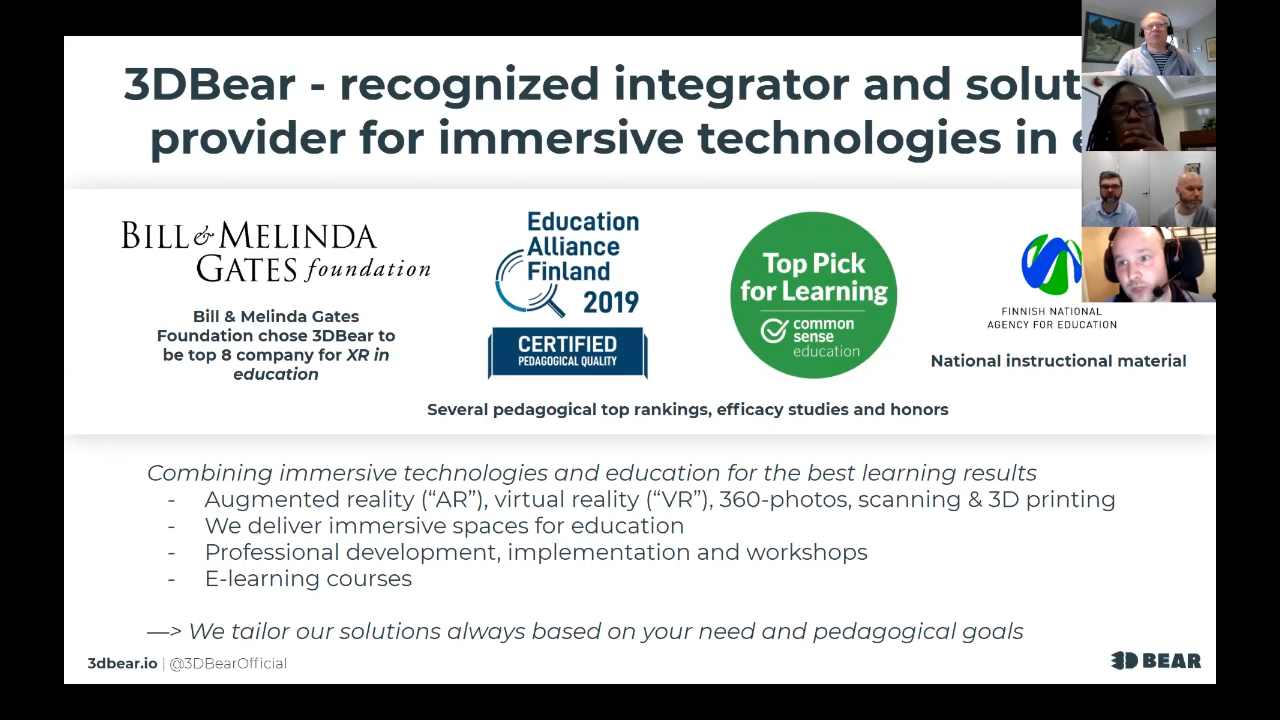 3DBear - recognized integrator and solut
provider for immersive technologies in
BILL & MELINDA
GATES foundation
Bill & Melinda Gates
Foundation chose 3DBear to
be top 8 company for XR in
education
Education
Alliance
Finland
2019
CERTIFIED
PEDAGOGICAL QUALITY
Top Pick
for Learning
common
sense
education
FINNISH NATIONAL
AGENCY FOR EDUCATION
National instructional material
Several pedagogical top rankings, efficacy studies and honors
Combining immersive technologies and education for the best learning results
- Augmented reality (“AR”), virtual reality (“VR”), 360-photos, scanning & 3D printing
- We deliver immersive spaces for education
- Professional development, implementation and workshops
- E-learning courses
—> We tailor our solutions always based on your need and pedagogical goals
3dbear.io | @3DBearOfficial
3D BEAR